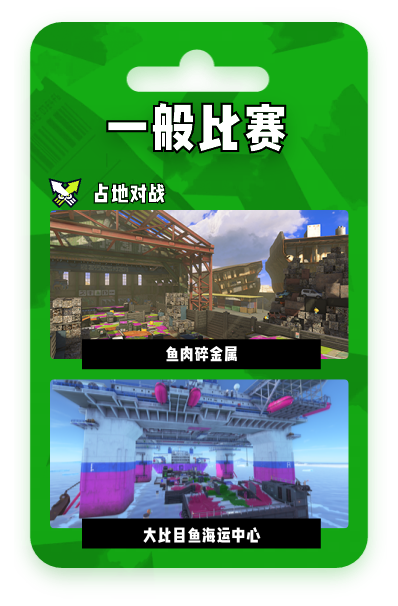 一般比赛
占地对战
鱼肉碎金属
大比目鱼海运中心